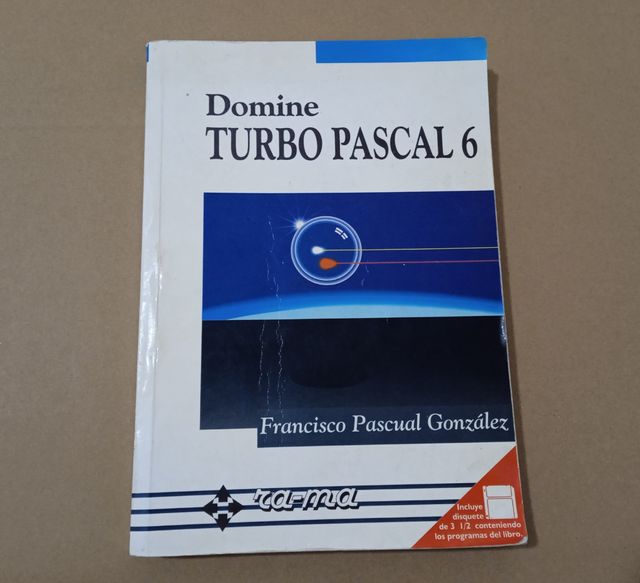 Domine
TURBO PASCAL 6
Francisco Pascual González
ra-ma
Incluye
disquete
de 3 1/2 conteniendo
los programas del libro.